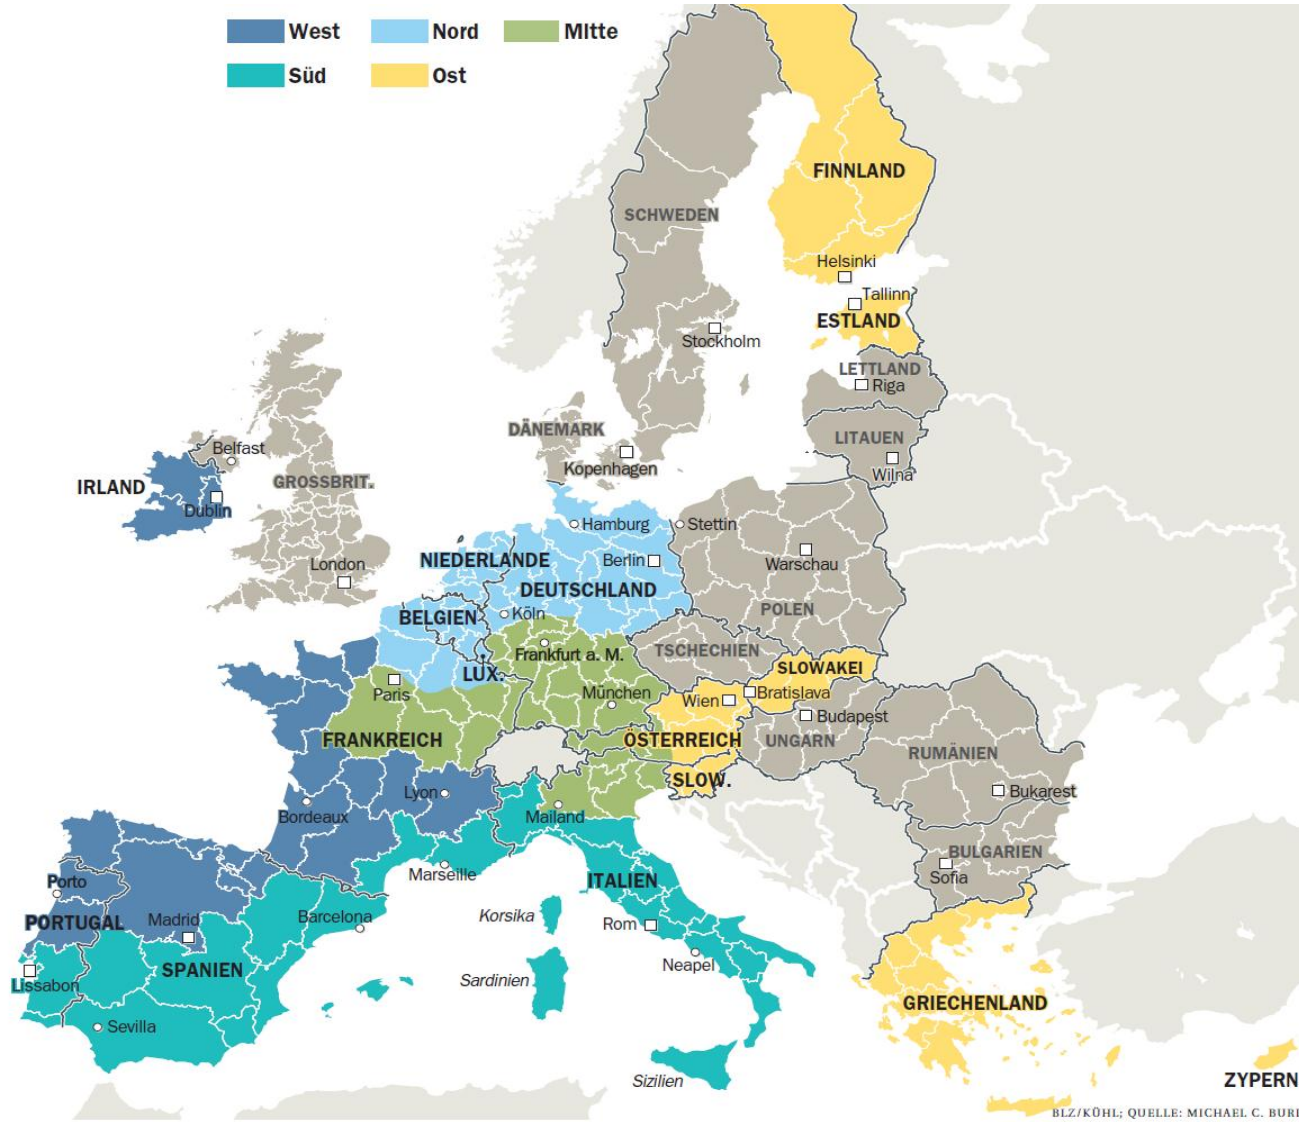 West
Nord
MItte
Süd
Ost
FINNLAND
SCHWEDEN
Helsinki
Tallinn
ESTLAND
Stockholm
LETTLAND
Riga
DÄNEMARK
LITAUEN
Belfast
Kopenhagen
Wilna
IRLAND
GROSSBRIT.
Dublin
Hamburg
Stettin
London
NIEDERLANDE
Berlin
Warschau
DEUTSCHLAND
POLEN
BELGIEN
Köln
Frankfurt a. M.
TSCHECHIEN
SLOWAKEI
LUX.
Paris
München
Wien
Bratislava
Budapest
FRANKREICH
ÖSTERREICH
UNGARN
RUMÄNIEN
SLOW.
Lyon
Bukarest
Bordeaux
Mailand
BULGARIEN
Marseille
Sofia
Porto
ITALIEN
PORTUGAL
Madrid
Barcelona
Korsika
Rom
SPANIEN
Neapel
Lissabon
Sardinien
GRIECHENLAND
Sevilla
Sizilien
ZYPERN
BLZ/KÜHL; QUELLE: MICHAEL C. BURD